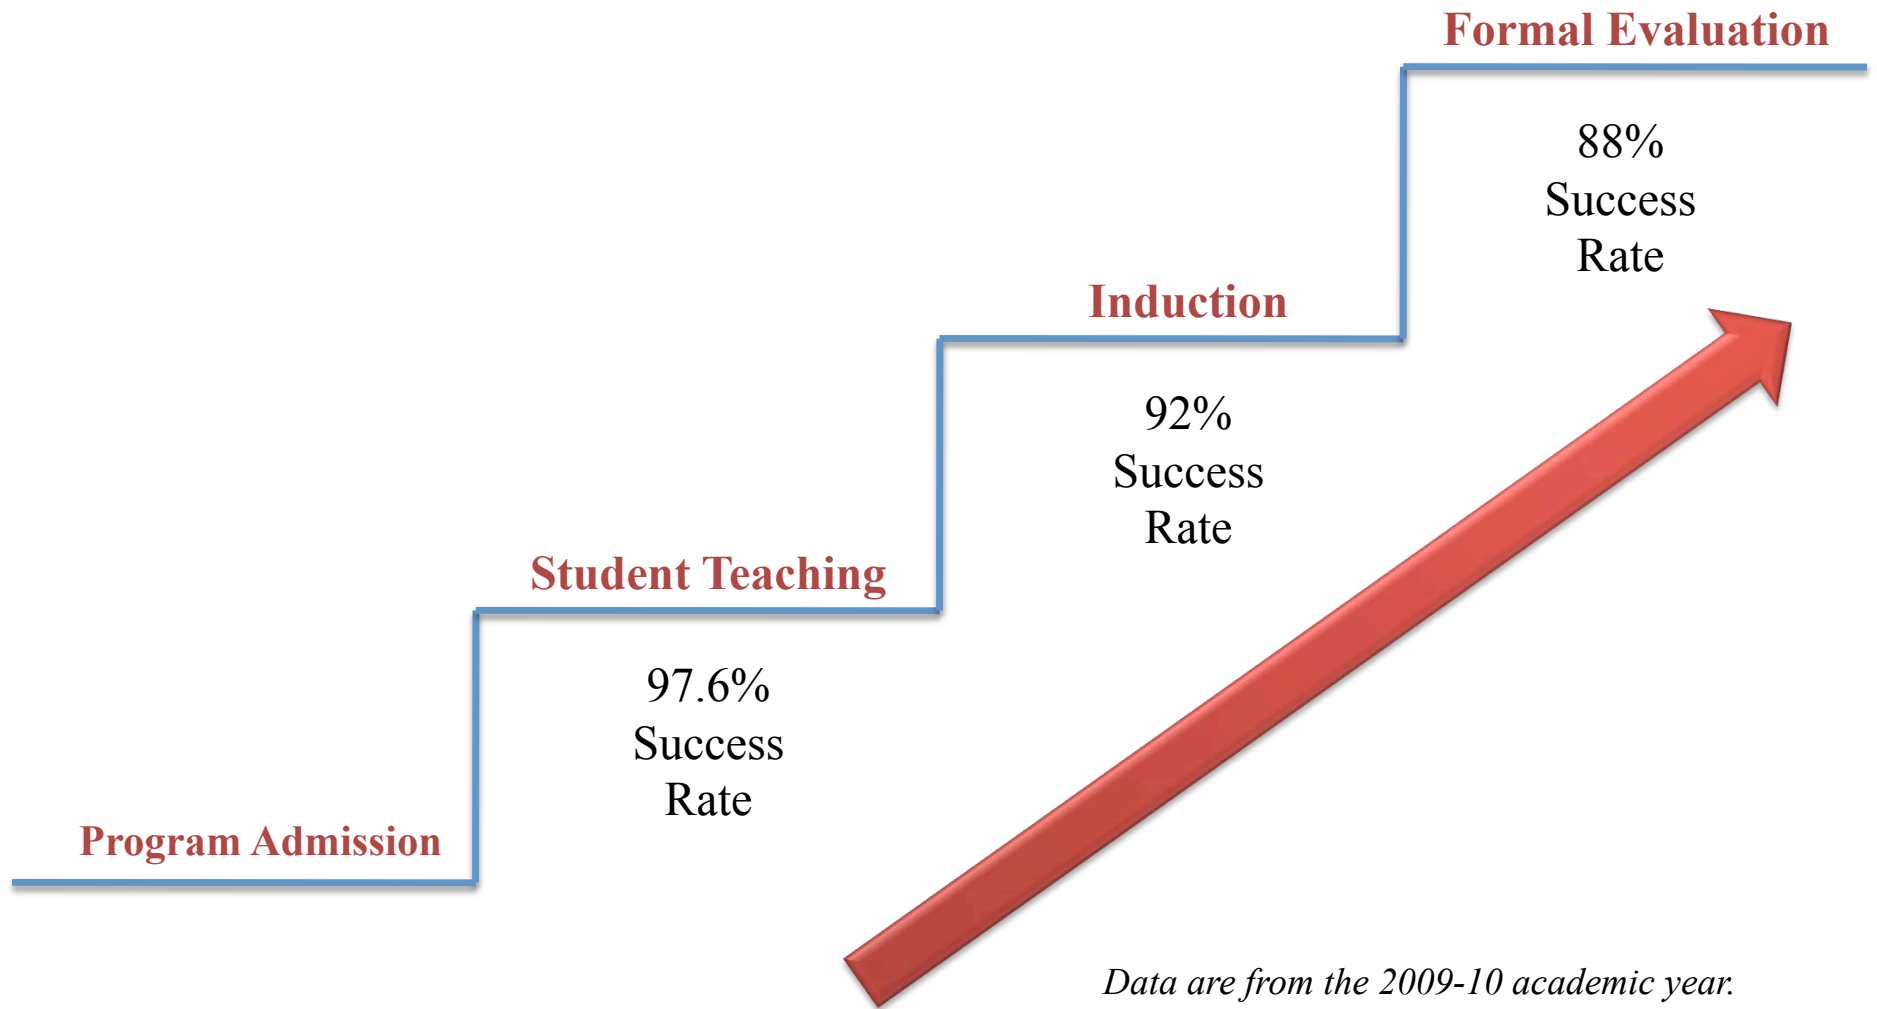 Formal Evaluation
88%
Success
Rate
Induction
92%
Success
Rate
Student Teaching
97.6%
Success
Rate
Program Admission
Data are from the 2009-10 academic year.